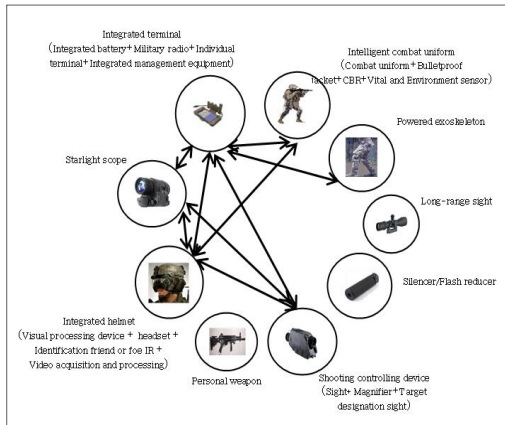 Integrated terminal
(Integrated battery+ Military radio+Individual
terminal+ Integrated management equipment)
Intelligent combat uniform
(Combat uniform+ Bulletproof
jacket+CBR+Vital and Environment sensor)
Powered exoskeleton
Starlight scope
Long-range sight
Silencer/Flash reducer
Integrated helmet
(Visual processing device + headset +
Identification friend or foe IR +
Video acquisition and processing)
Personal weapon
Shooting controlling device
(Sight+ Magnifier+Target
designation sight)